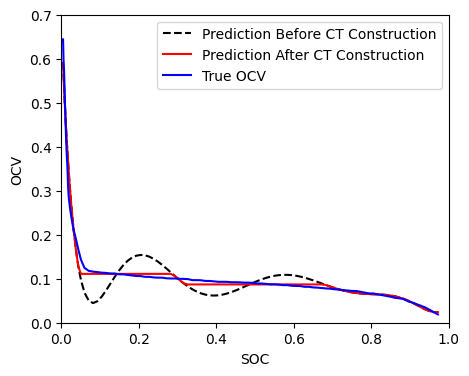 0.7
Prediction Before CT Construction
Prediction After CT Construction
True OCV
0.6
0.5
0.4
OCV
0.3
0.2
0.1
0.0
0.0 0.2 0.4 0.6 0.8 1.0
SOC